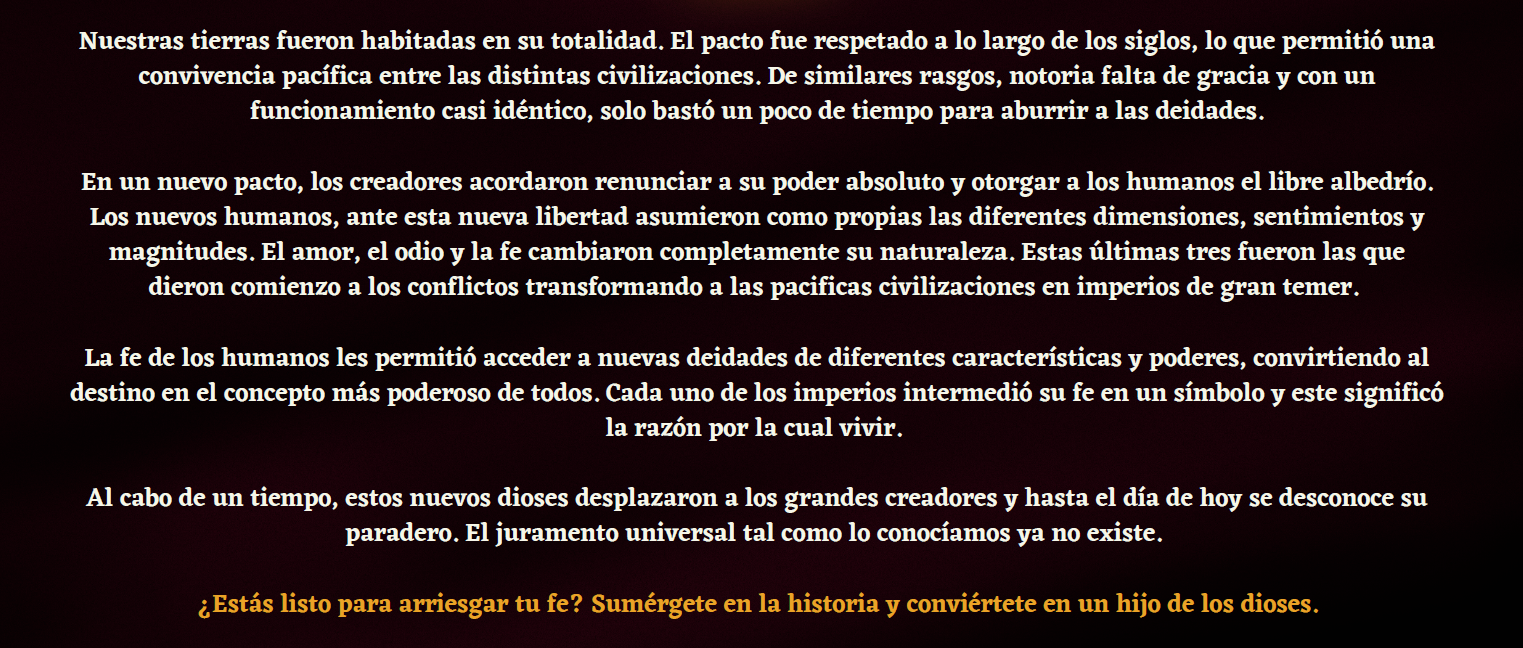 Nuestras tierras fueron habitadas en su totalidad. El pacto fue respetado a lo largo de los siglos, lo que permitió una
convivencia pacífica entre las distintas civilizaciones. De similares rasgos, notoria falta de gracia y con un
funcionamiento casi idéntico, solo bastó un poco de tiempo para aburrir a las deidades.
En un nuevo pacto, los creadores acordaron renunciar a su poder absoluto y otorgar a los humanos el libre albedrío.
Los nuevos humanos, ante esta nueva libertad asumieron como propias las diferentes dimensiones, sentimientos y
magnitudes. El amor, el odio y la fe cambiaron completamente su naturaleza. Estas últimas tres fueron las que
dieron comienzo a los conflictos transformando a las pacificas civilizaciones en imperios de gran temer.
La fe de los humanos les permitió acceder a nuevas deidades de diferentes características y poderes, convirtiendo al
destino en el concepto más poderoso de todos. Cada uno de los imperios intermedió su fe en un símbolo y este significó
la razón por la cual vivir.
Al cabo de un tiempo, estos nuevos dioses desplazaron a los grandes creadores y hasta el día de hoy se desconoce su
paradero. El juramento universal tal como lo conocíamos ya no existe.
¿Estás listo para arriesgar tu fe? Sumérgete en la historia y conviértete en un hijo de los dioses.